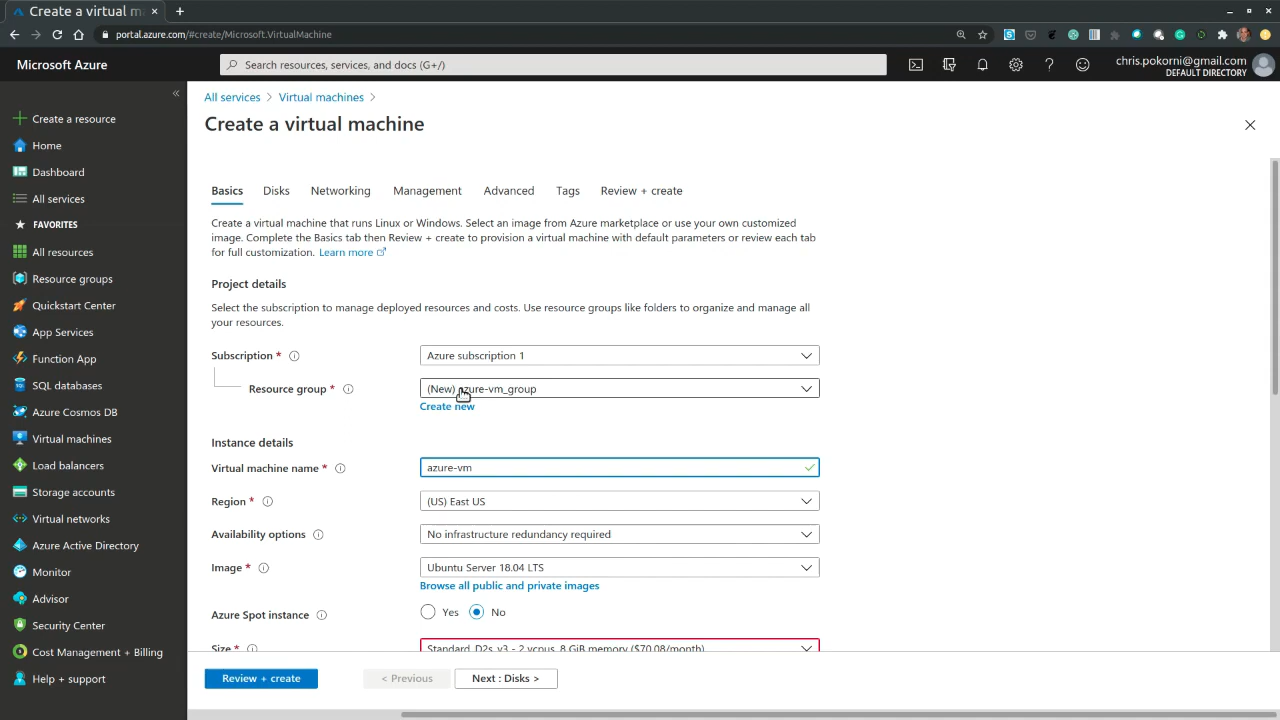 Create a virtual m
portal.azure.com/#create/Microsoft.VirtualMachine
Microsoft Azure
Search resources, services, and docs (G+/)
chris.pokorni@gmail.com
DEFAULT DIRECTORY
Create a resource
Home
Dashboard
All services
FAVORITES
All resources
Resource groups
Quickstart Center
App Services
Function App
SQL databases
Azure Cosmos DB
Virtual machines
Load balancers
Storage accounts
Virtual networks
Azure Active Directory
Monitor
Advisor
Security Center
Cost Management + Billing
Help + support
All services > Virtual machines >
Create a virtual machine
Basics Disks Networking Management Advanced Tags Review + create
Create a virtual machine that runs Linux or Windows. Select an image from Azure marketplace or use your own customized
image. Complete the Basics tab then Review + create to provision a virtual machine with default parameters or review each tab
for full customization. Learn more
Project details
Select the subscription to manage deployed resources and costs. Use resource groups like folders to organize and manage all
your resources.
Subscription * Azure subscription 1
Resource group * (New) azure-vm_group
Create new
Instance details
Virtual machine name * azure-vm
Region * (US) East US
Availability options No infrastructure redundancy required
Image * Ubuntu Server 18.04 LTS
Browse all public and private images
Azure Spot instance Yes No
Size * Standard_D2s_v3 - 2 vcpus, 8 GiB memory ($70.08/month)
Review + create < Previous Next : Disks >